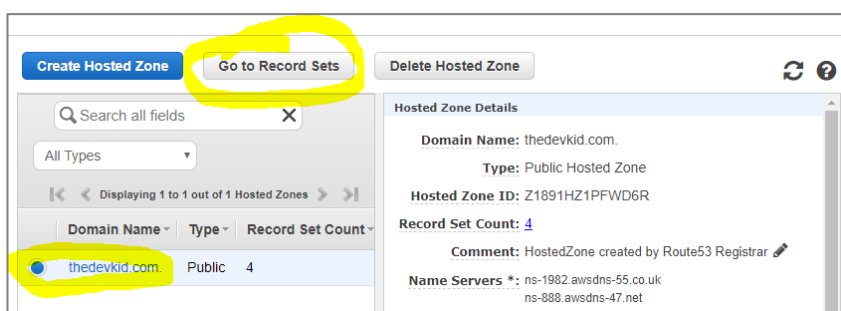 Create Hosted Zone Go to Record Sets Delete Hosted Zone
Search all fields
All Types
Displaying 1 to 1 out of 1 Hosted Zones
Domain Name Type Record Set Count
thedevkid.com. Public 4
Hosted Zone Details
Domain Name: thedevkid.com.
Type: Public Hosted Zone
Hosted Zone ID: Z1891HZ1PFWD6R
Record Set Count: 4
Comment: HostedZone created by Route53 Registrar
Name Servers *: ns-1982.awsdns-55.co.uk
ns-888.awsdns-47.net